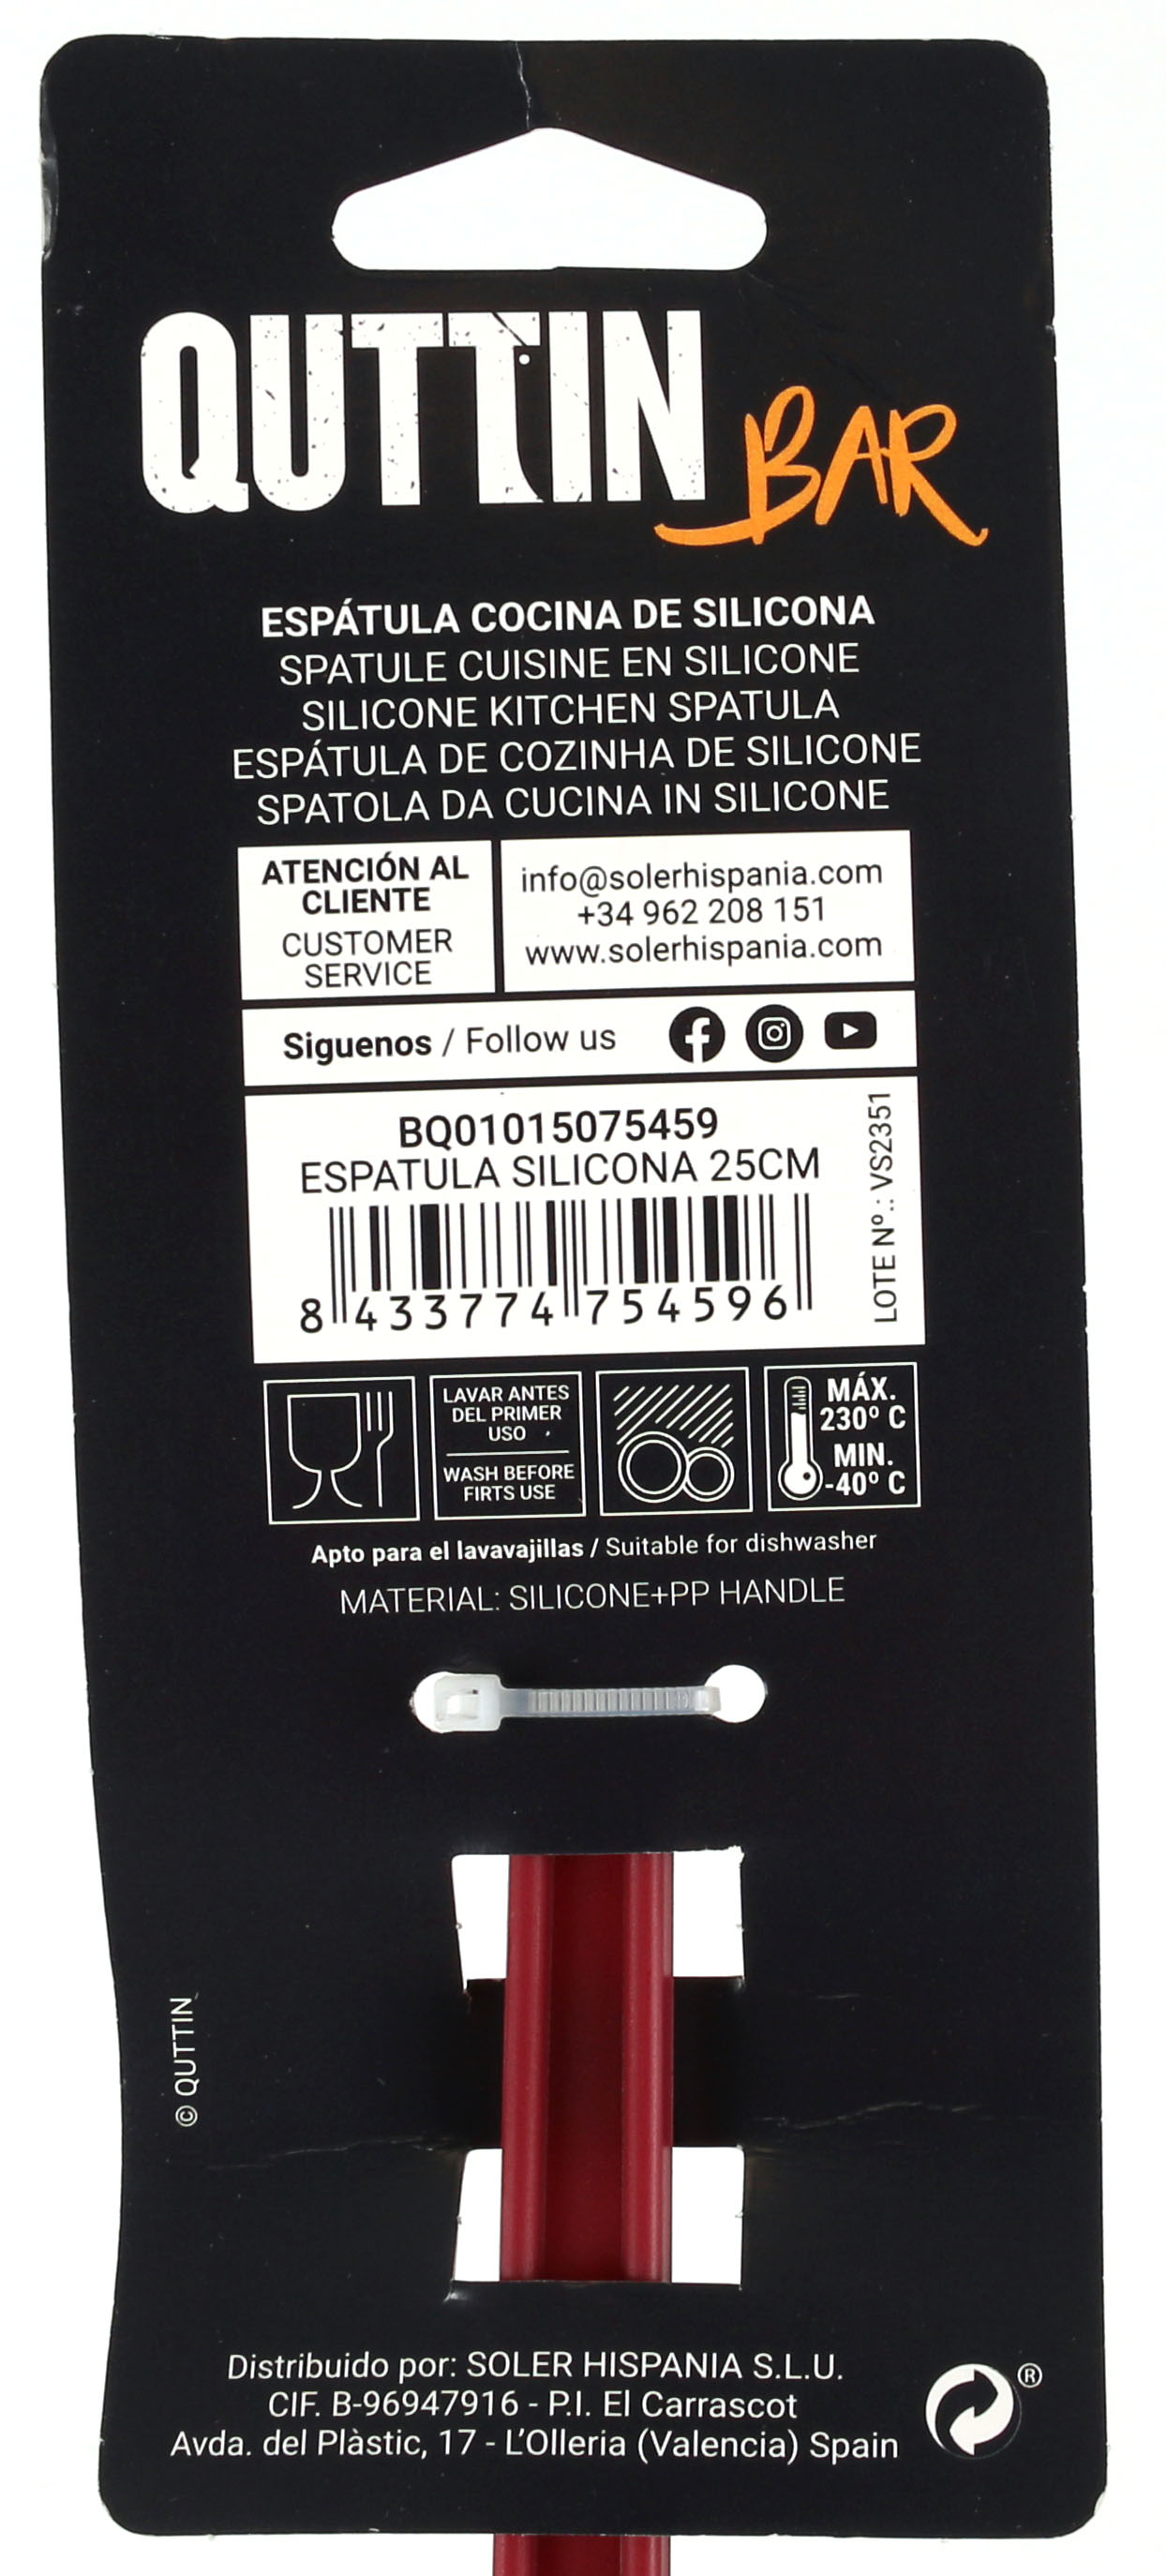 QUTTIN BAR
ESPÁTULA COCINA DE SILICONA
SPATULE CUISINE EN SILICONE
SILICONE KITCHEN SPATULA
ESPÁTULA DE COZINHA DE SILICONE
SPATOLA DA CUCINA IN SILICONE
ATENCIÓN AL
CLIENTE
CUSTOMER
SERVICE
info@solerhispania.com
+34 962 208 151
www.solerhispania.com
Siguenos / Follow us
BQ01015075459
ESPATULA SILICONA 25CM
8 433774 754596
LOTE Nº.: VS2351
LAVAR ANTES
DEL PRIMER
USO
WASH BEFORE
FIRTS USE
MÁX.
230º C
MIN.
-40º C
Apto para el lavavajillas / Suitable for dishwasher
MATERIAL: SILICONE+PP HANDLE
© QUTTIN
Distribuido por: SOLER HISPANIA S.L.U.
CIF. B-96947916 - P.I. El Carrascot
Avda. del Plàstic, 17 - L'Olleria (Valencia) Spain
®